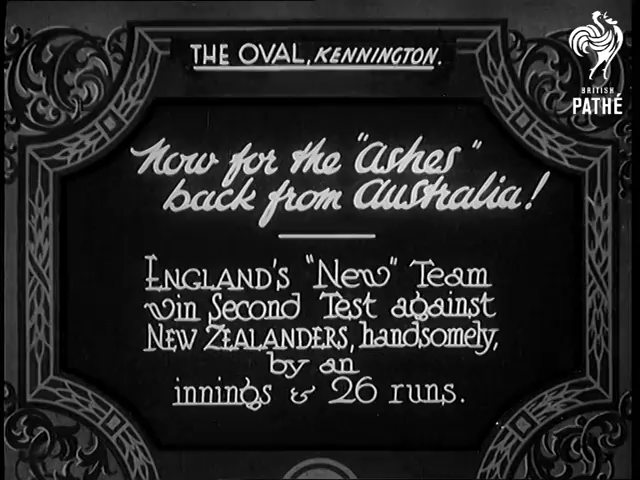 THE OVAL, KENNINGTON.
BRITISH
PATHÉ
Now for the "Ashes"
back from Australia!
ENGLAND'S "New" Team
win Second Test against
NEW ZEALANDERS, handsomely,
by an
innings & 26 runs.